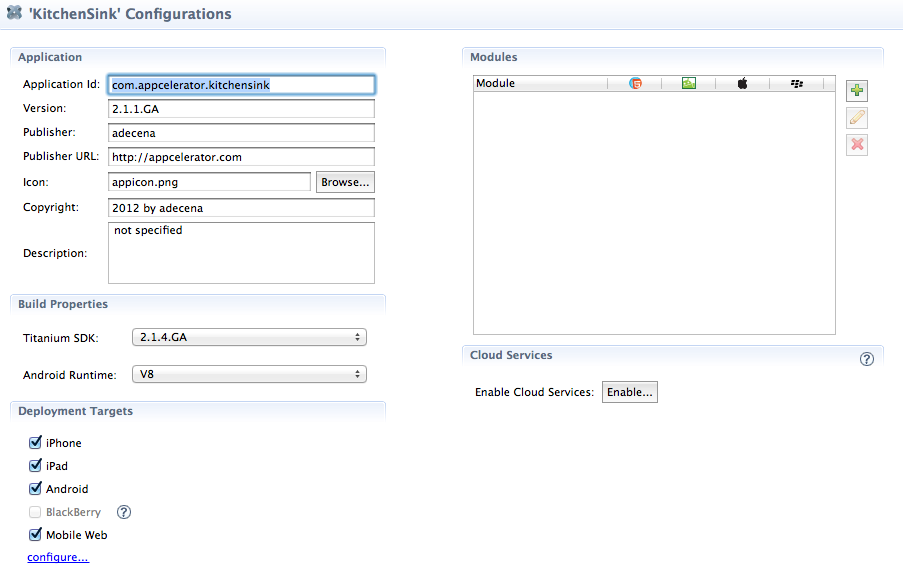 'KitchenSink' Configurations
Application
Application Id: com.appcelerator.kitchensink
Version: 2.1.1.GA
Publisher: adecena
Publisher URL: http://appcelerator.com
Icon: appicon.png Browse...
Copyright: 2012 by adecena
Description: not specified
Build Properties
Titanium SDK: 2.1.4.GA
Android Runtime: V8
Deployment Targets
iPhone
iPad
Android
BlackBerry ?
Mobile Web
configure...
Modules
Module
Cloud Services ?
Enable Cloud Services: Enable...